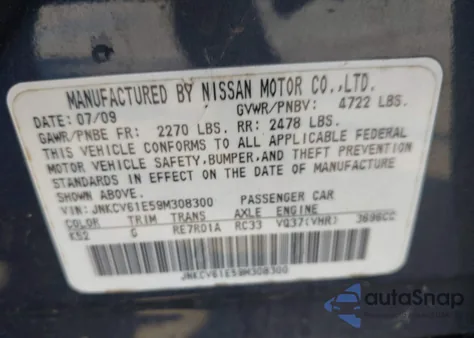 MANUFACTURED BY NISSAN MOTOR CO.,LTD.
DATE: 07/09 GVWR/PNBV: 4722 LBS.
GAWR/PNBE FR: 2270 LBS. RR: 2478 LBS.
THIS VEHICLE CONFORMS TO ALL APPLICABLE FEDERAL
MOTOR VEHICLE SAFETY,BUMPER,AND THEFT PREVENTION
STANDARDS IN EFFECT ON THE DATE OF MANUFACTURE
SHOWN ABOVE.
VIN: JNKCV61E59M308300 PASSENGER CAR
COLOR TRIM TRANS AXLE ENGINE
K52 G RE7R01A RC33 VQ37(VHR) 3696CC
JNKCV61E59M308300
autoSnap